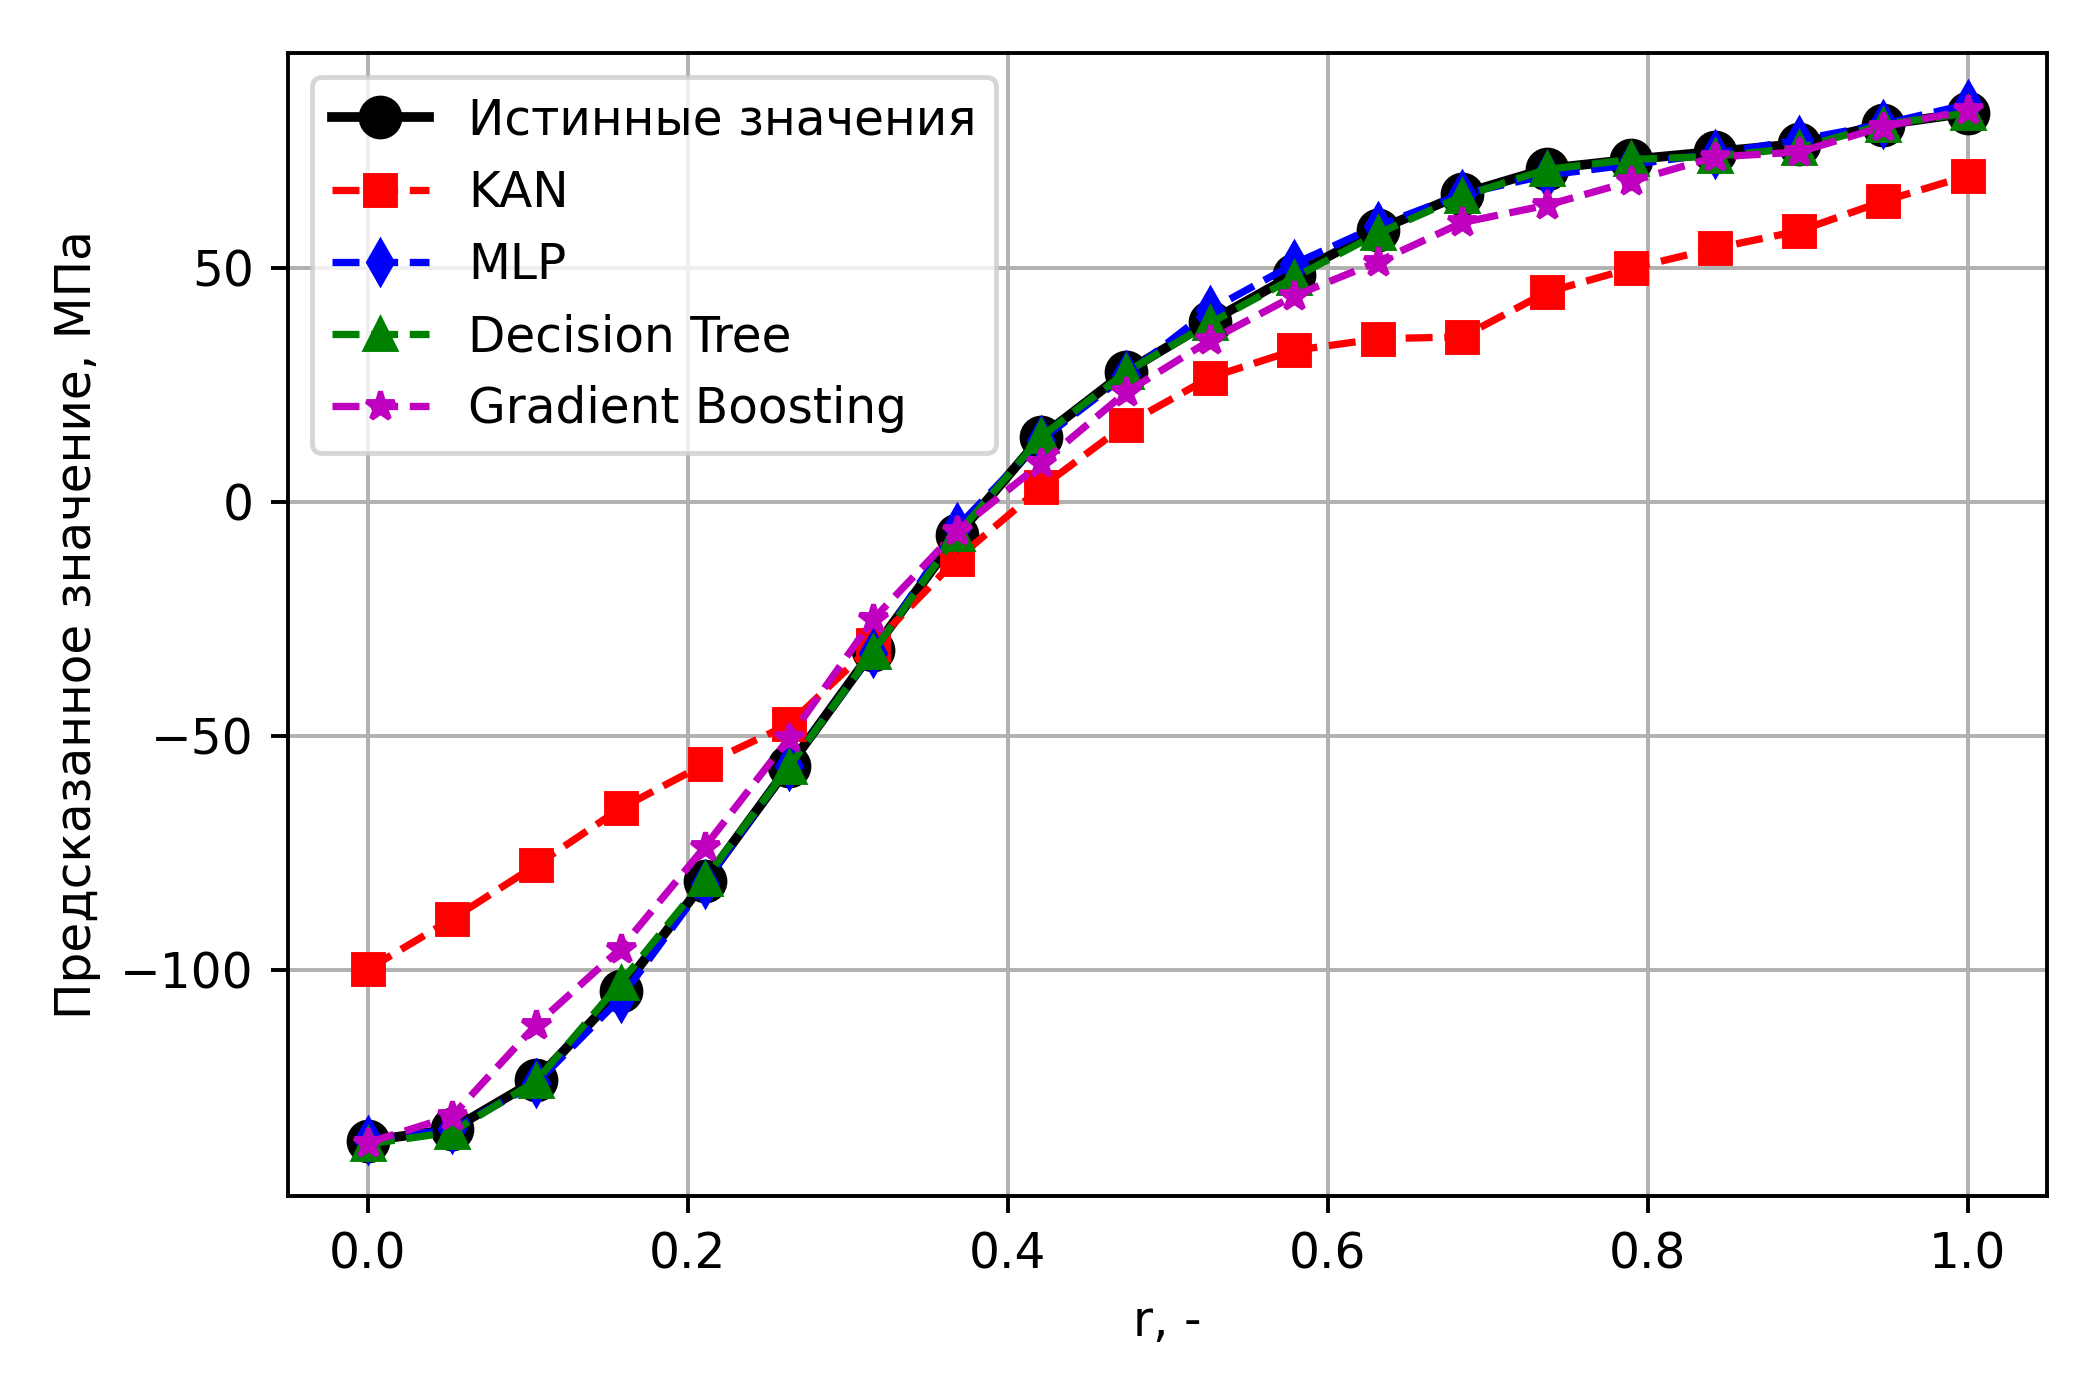 Истинные значения
KAN
MLP
Decision Tree
Gradient Boosting
Предсказанное значение, МПа
50
0
−50
−100
0.0 0.2 0.4 0.6 0.8 1.0
r, -